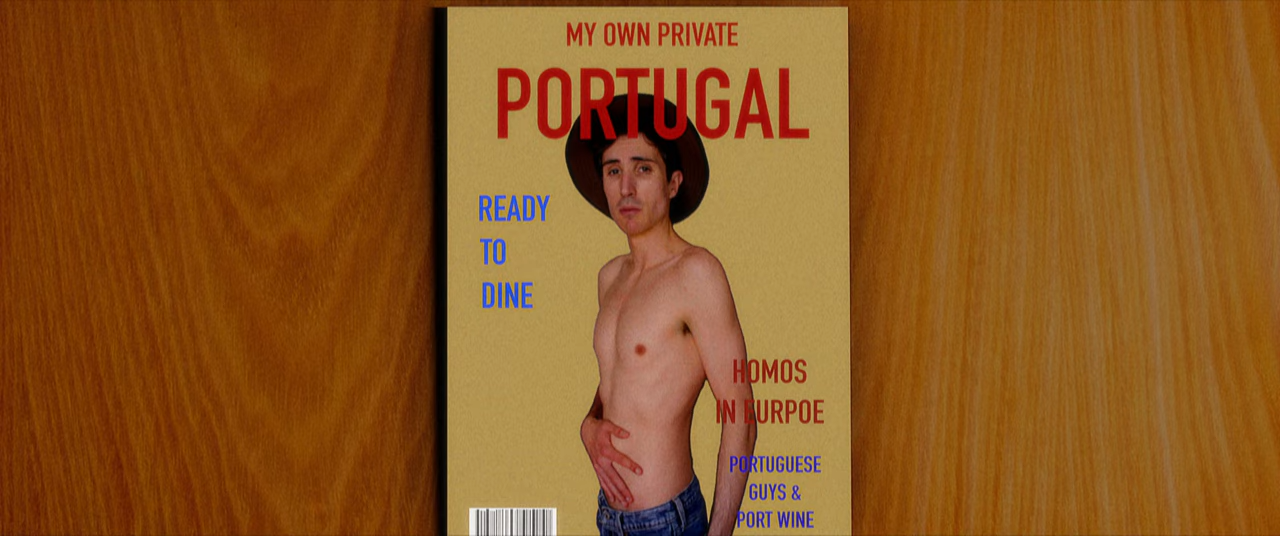 MY OWN PRIVATE
PORTUGAL
READY
TO
DINE
HOMOS
IN EURPOE
PORTUGUESE
GUYS &
PORT WINE